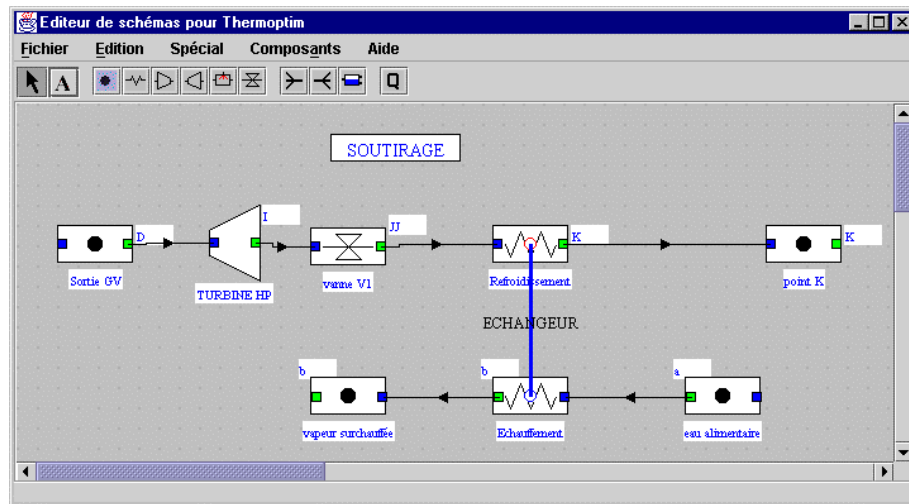 Editeur de schémas pour Thermoptim
Fichier Edition Spécial Composants Aide
A Q
SOUTIRAGE
D I JJ K K
Sortie GV TURBINE HP vanne V1 Refroidissement point K
ECHANGEUR
b b a
vapeur surchauffée Echauffement eau alimentaire